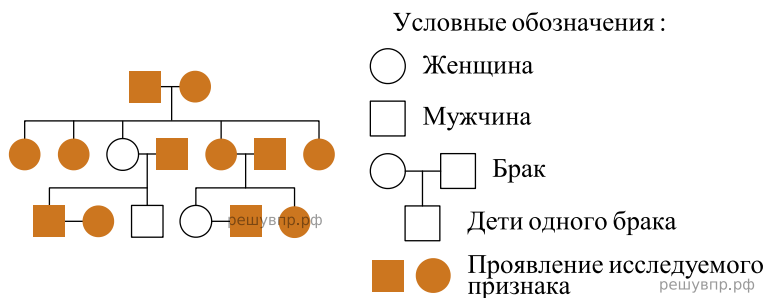 Условные обозначения :
Женщина
Мужчина
Брак
Дети одного брака
Проявление исследуемого
признака
решувпр.рф
решувпр.рф